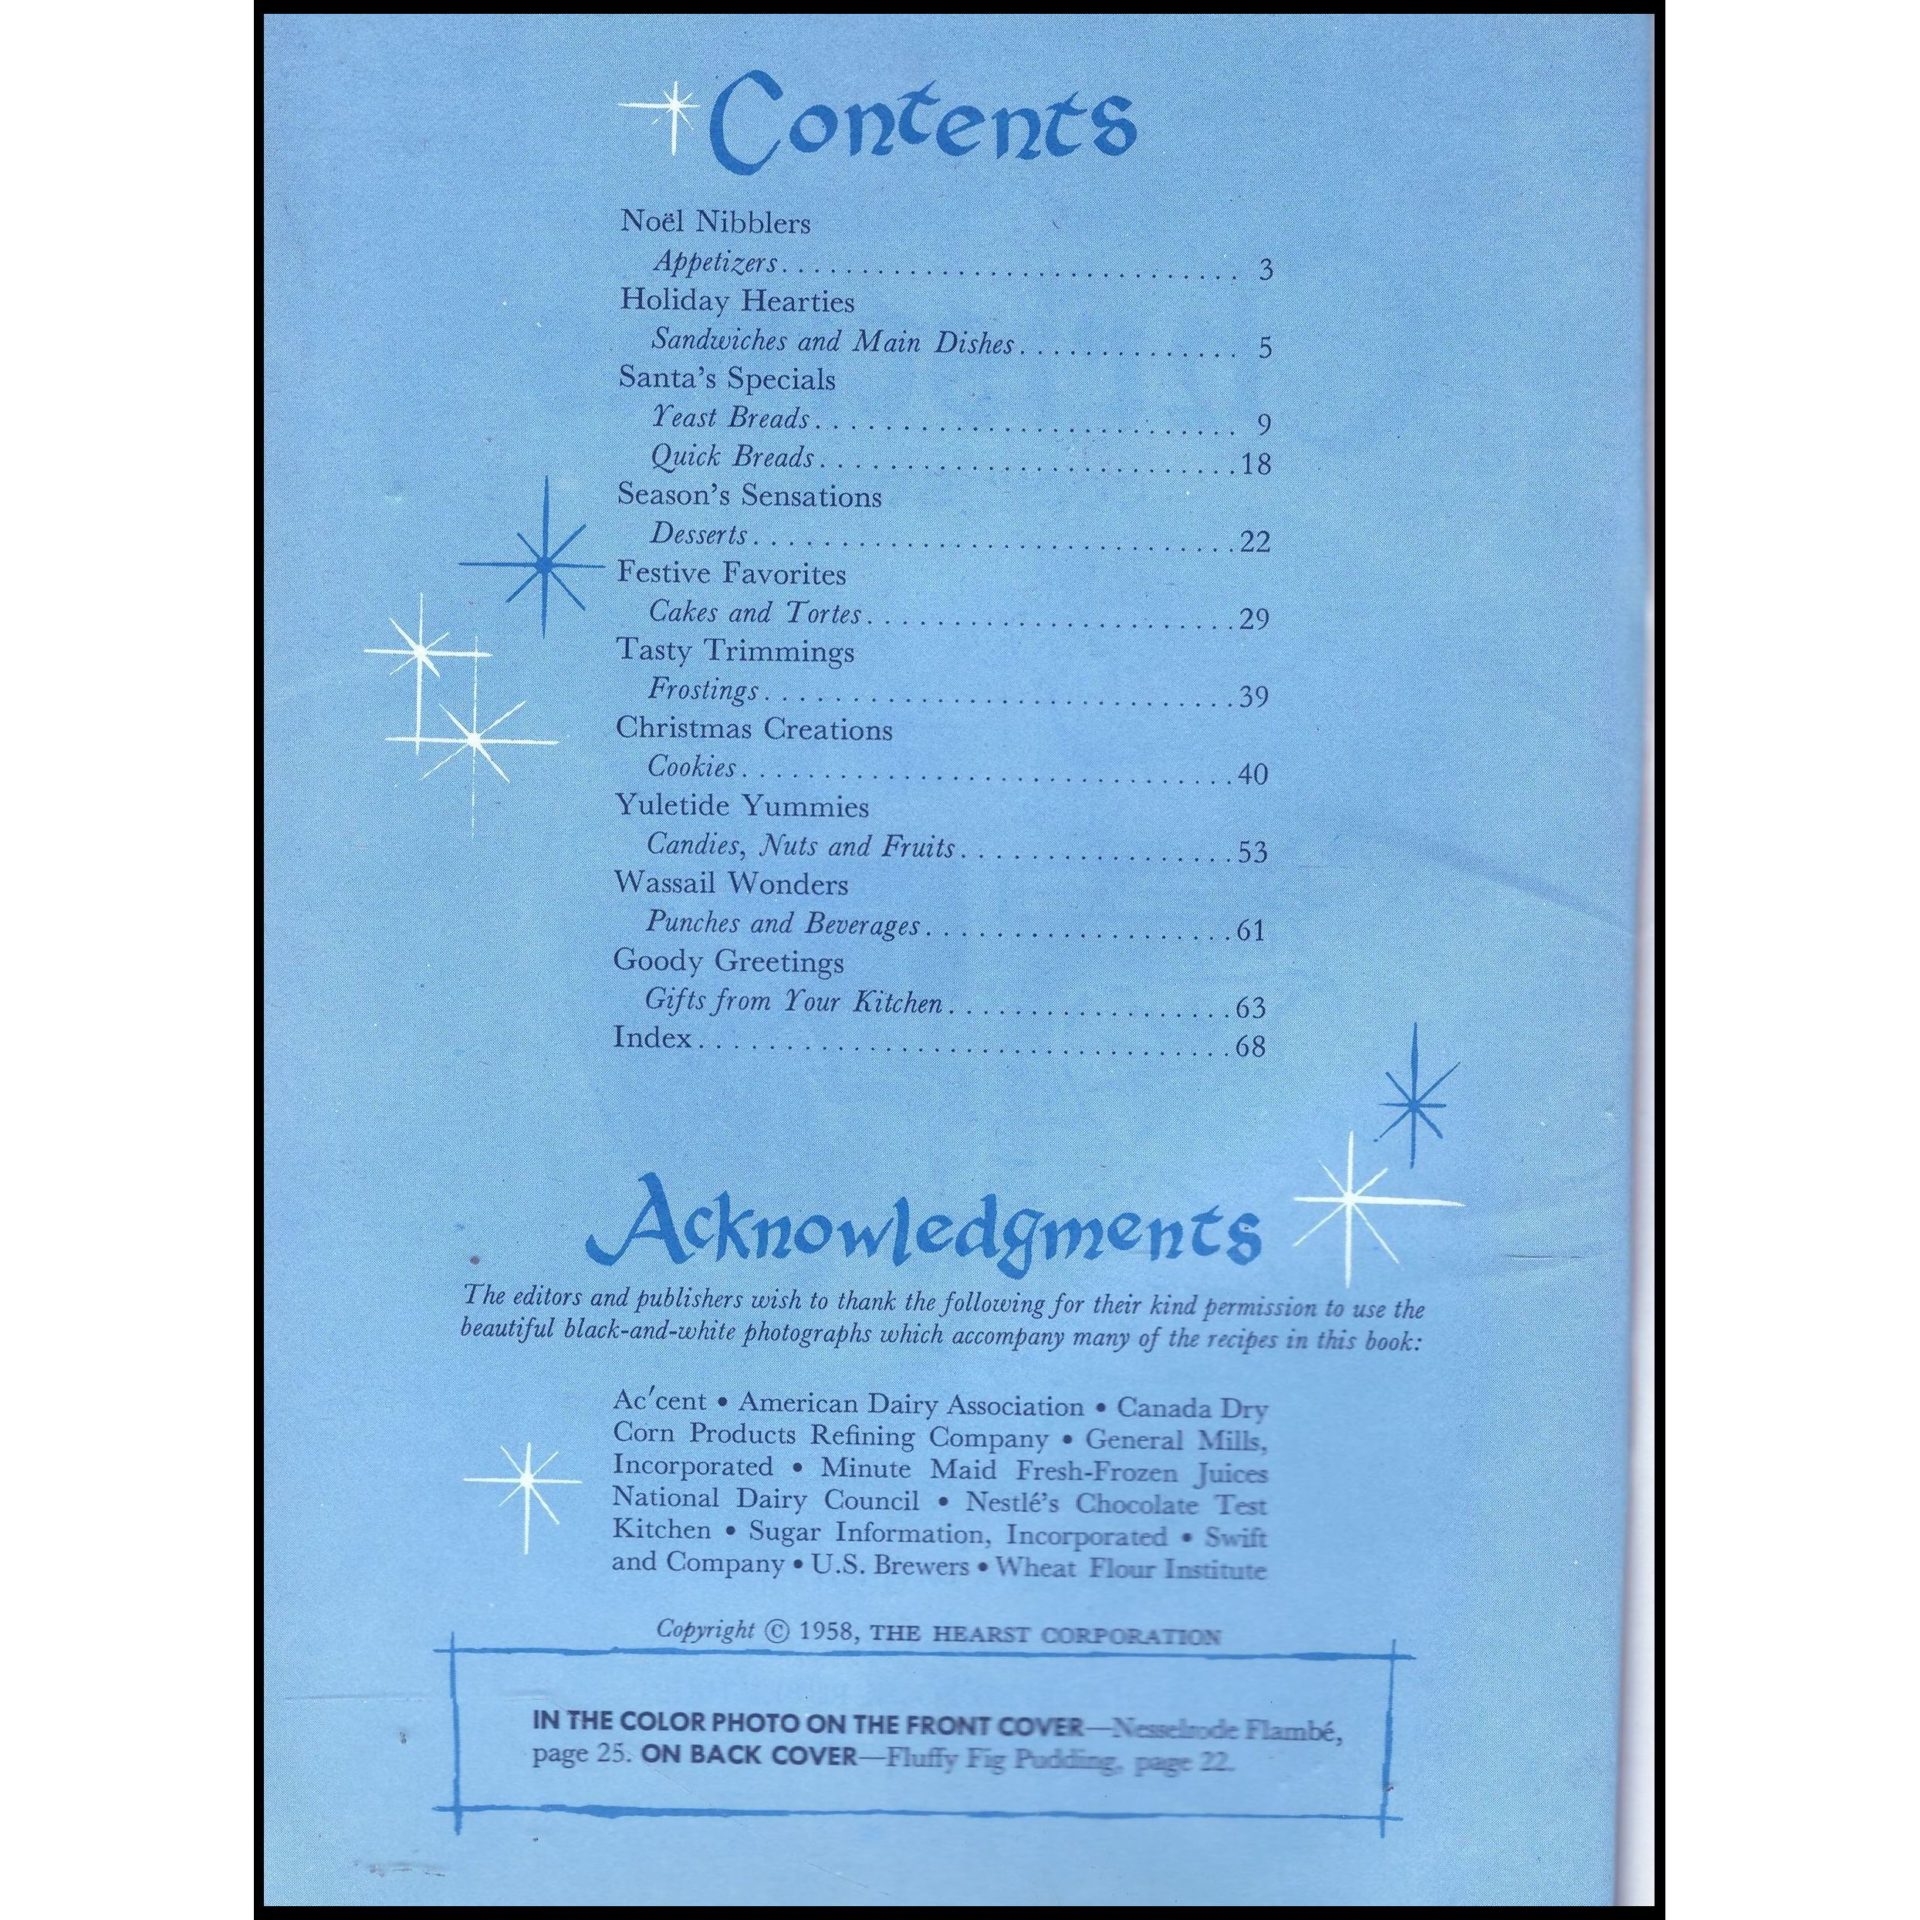 Contents
Noël Nibblers
Appetizers. . . . . . . . . . . . . . . . . . . . . . . . . . . . . 3
Holiday Hearties
Sandwiches and Main Dishes. . . . . . . . . . . . . . 5
Santa's Specials
Yeast Breads. . . . . . . . . . . . . . . . . . . . . . . . . . 9
Quick Breads. . . . . . . . . . . . . . . . . . . . . . . . . .18
Season's Sensations
Desserts. . . . . . . . . . . . . . . . . . . . . . . . . . . . . .22
Festive Favorites
Cakes and Tortes. . . . . . . . . . . . . . . . . . . . . . .29
Tasty Trimmings
Frostings. . . . . . . . . . . . . . . . . . . . . . . . . . . . .39
Christmas Creations
Cookies. . . . . . . . . . . . . . . . . . . . . . . . . . . . . . .40
Yuletide Yummies
Candies, Nuts and Fruits. . . . . . . . . . . . . . . . .53
Wassail Wonders
Punches and Beverages. . . . . . . . . . . . . . . . . . .61
Goody Greetings
Gifts from Your Kitchen. . . . . . . . . . . . . . . . . .63
Index. . . . . . . . . . . . . . . . . . . . . . . . . . . . . . . . .68
Acknowledgments
The editors and publishers wish to thank the following for their kind permission to use the
beautiful black-and-white photographs which accompany many of the recipes in this book:
Ac′cent • American Dairy Association • Canada Dry
Corn Products Refining Company • General Mills,
Incorporated • Minute Maid Fresh-Frozen Juices
National Dairy Council • Nestlé's Chocolate Test
Kitchen • Sugar Information, Incorporated • Swift
and Company • U.S. Brewers • Wheat Flour Institute
Copyright © 1958, THE HEARST CORPORATION
IN THE COLOR PHOTO ON THE FRONT COVER—Nesselrode Flambé,
page 25. ON BACK COVER—Fluffy Fig Pudding, page 22.